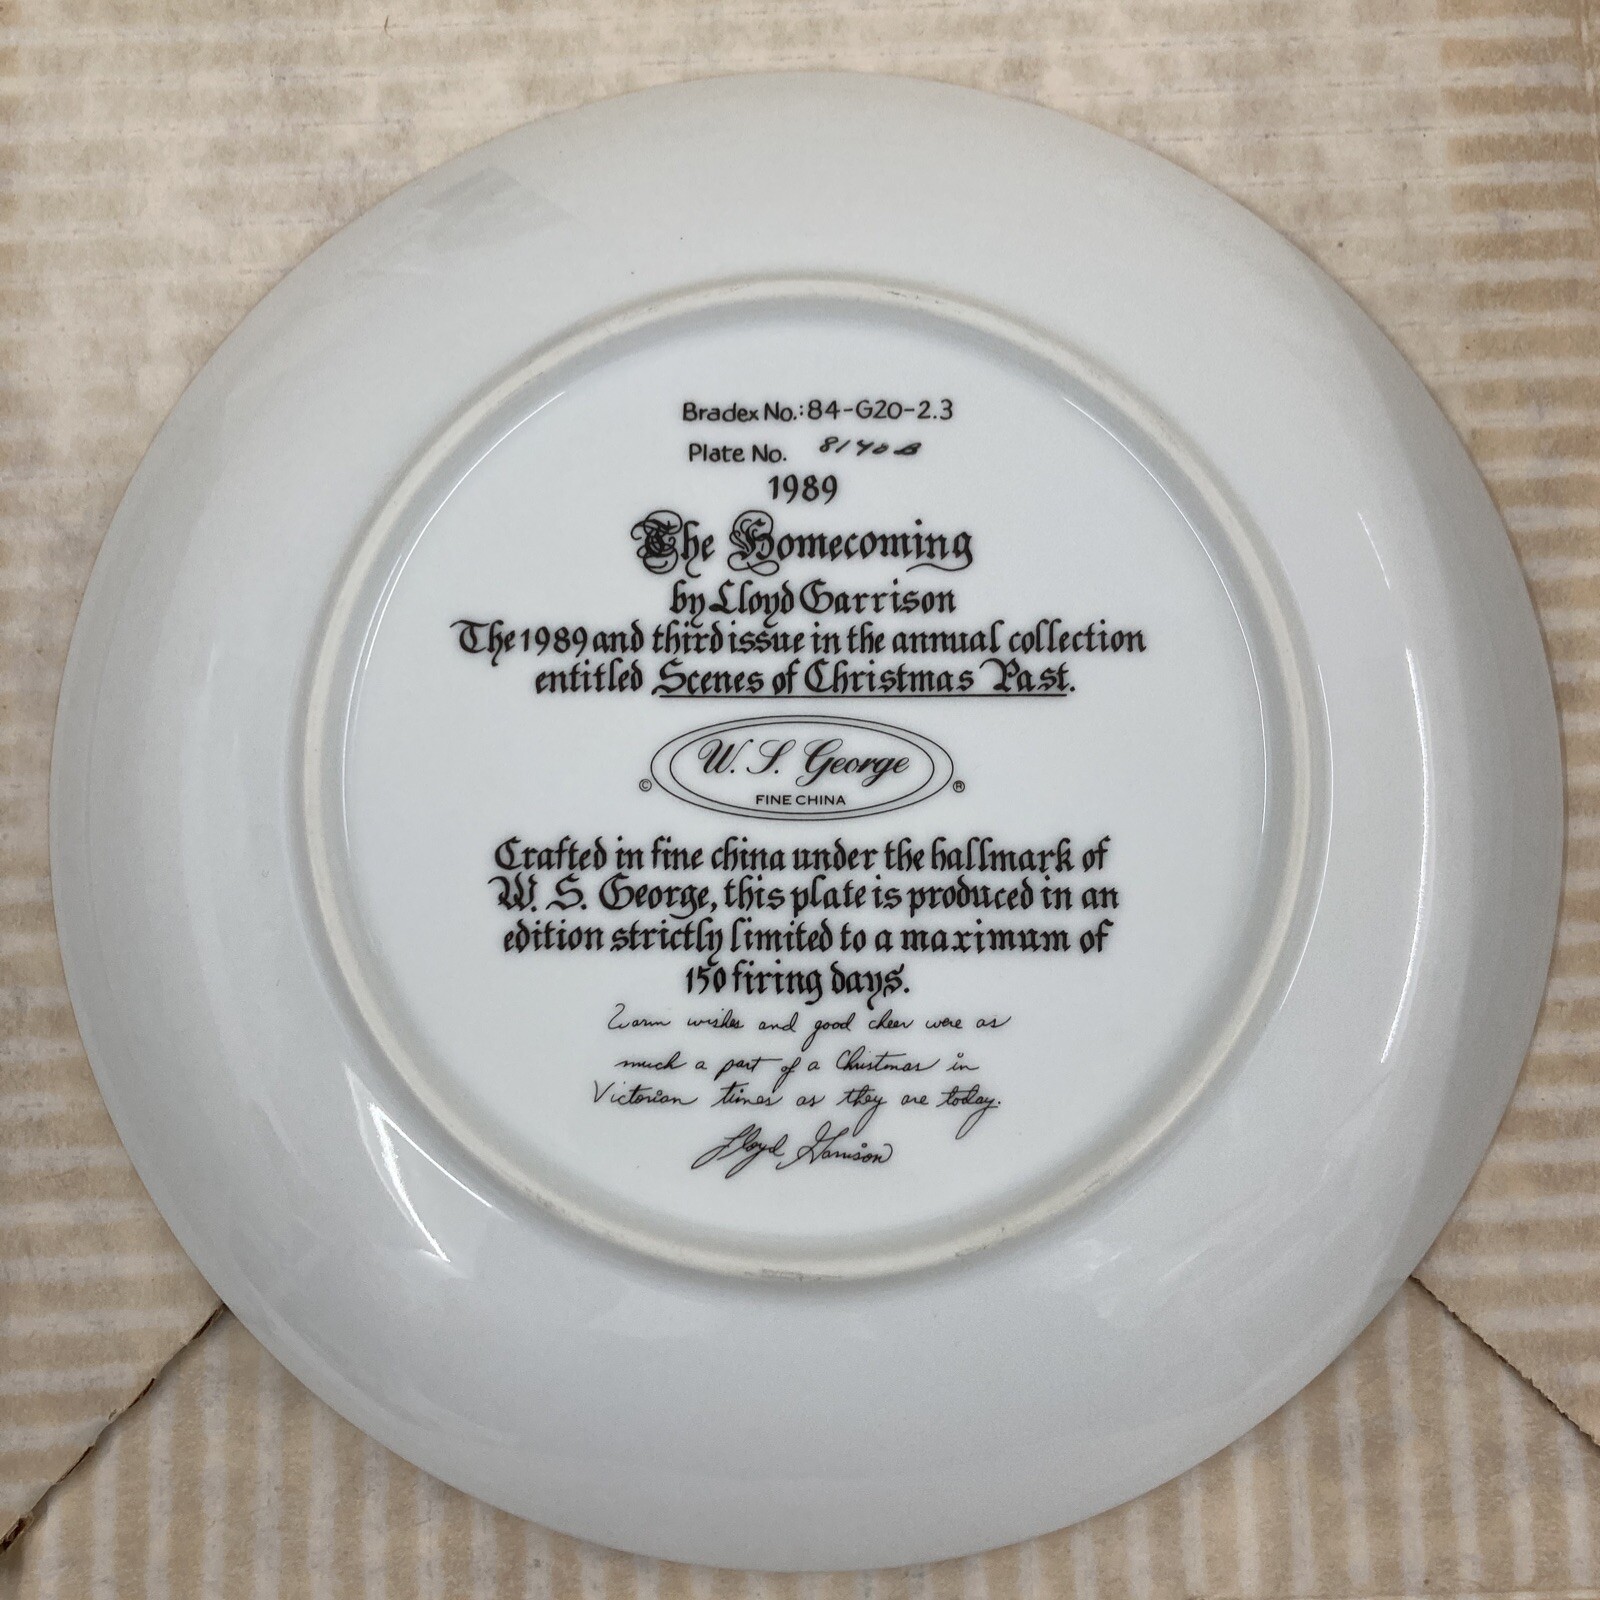 Bradex No.: 84-G20-2.3
Plate No. 8140B
1989
The Homecoming
by Lloyd Garrison
The 1989 and third issue in the annual collection
entitled Scenes of Christmas Past.
W. S. George
© FINE CHINA ®
Crafted in fine china under the hallmark of
W. S. George, this plate is produced in an
edition strictly limited to a maximum of
150 firing days.
Warm wishes and good cheer were as
much a part of a Christmas in
Victorian times as they are today.
Lloyd Garrison